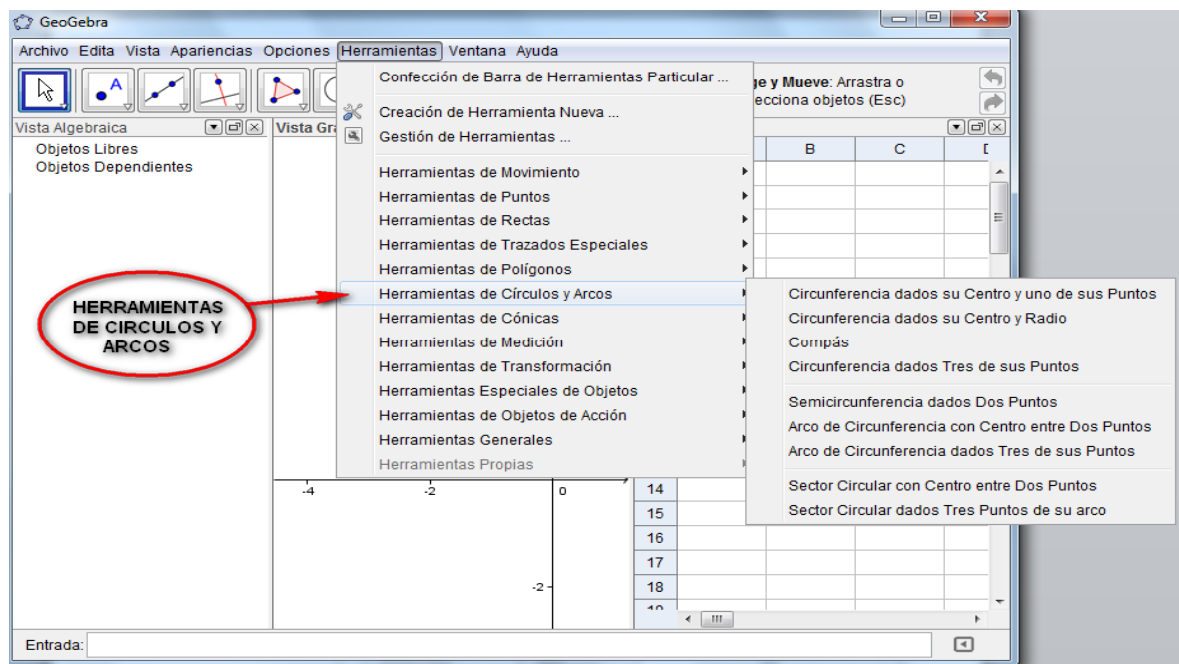 GeoGebra
Archivo Edita Vista Apariencias Opciones Herramientas Ventana Ayuda
A
Vista Algebraica
Objetos Libres
Objetos Dependientes
Vista Gr
Confección de Barra de Herramientas Particular ...
Creación de Herramienta Nueva ...
Gestión de Herramientas ...
Herramientas de Movimiento
Herramientas de Puntos
Herramientas de Rectas
Herramientas de Trazados Especiales
Herramientas de Polígonos
Herramientas de Círculos y Arcos
Herramientas de Cónicas
Herramientas de Medición
Herramientas de Transformación
Herramientas Especiales de Objetos
Herramientas de Objetos de Acción
Herramientas Generales
Herramientas Propias
y Mueve: Arrastra o
objetos (Esc)
B C
HERRAMIENTAS
DE CIRCULOS Y
ARCOS
Circunferencia dados su Centro y uno de sus Puntos
Circunferencia dados su Centro y Radio
Compás
Circunferencia dados Tres de sus Puntos
Semicircunferencia dados Dos Puntos
Arco de Circunferencia con Centro entre Dos Puntos
Arco de Circunferencia dados Tres de sus Puntos
Sector Circular con Centro entre Dos Puntos
Sector Circular dados Tres Puntos de su arco
-4 -2 0
-2
14
15
16
17
18
Entrada: